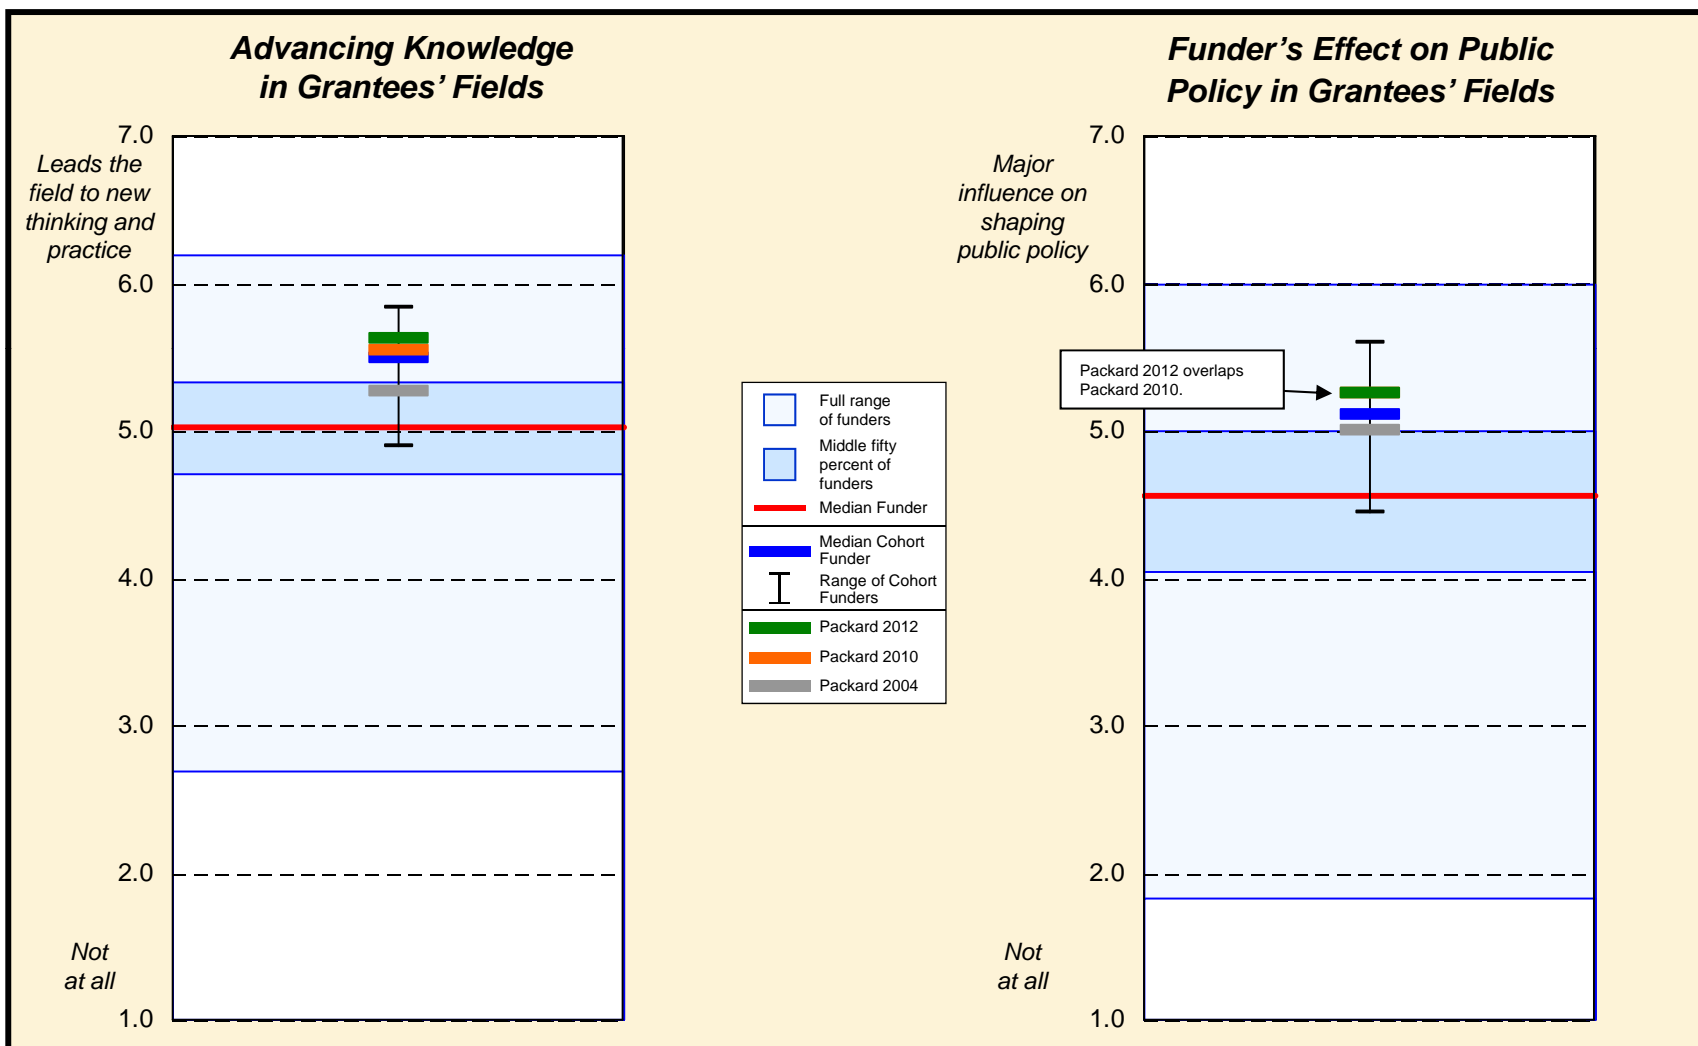 Advancing Knowledge
in Grantees’ Fields
7.0
Leads the
field to new
thinking and
practice
6.0
5.0
4.0
3.0
2.0
Not
at all
1.0
Full range
of funders
Middle fifty
percent of
funders
Median Funder
Median Cohort
Funder
Range of Cohort
Funders
Packard 2012
Packard 2010
Packard 2004
Funder’s Effect on Public
Policy in Grantees’ Fields
7.0
Major
influence on
shaping
public policy
6.0
Packard 2012 overlaps
Packard 2010.
5.0
4.0
3.0
2.0
Not
at all
1.0